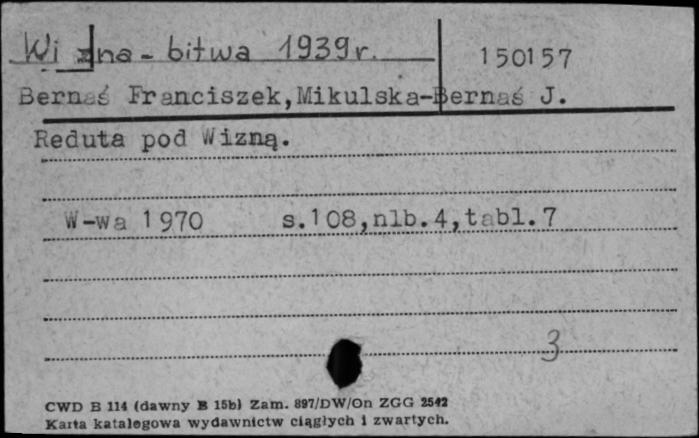 Wizna - bitwa 1939 r.
150157
Bernaś Franciszek,Mikulska-Bernaś J.
Reduta pod Wizną.
W-wa 1970 s.108,nlb.4,tabl.7
3
CWD B 114 (dawny B 15b) Zam. 897/DW/On ZGG 2542
Karta katalogowa wydawnictw ciągłych i zwartych.